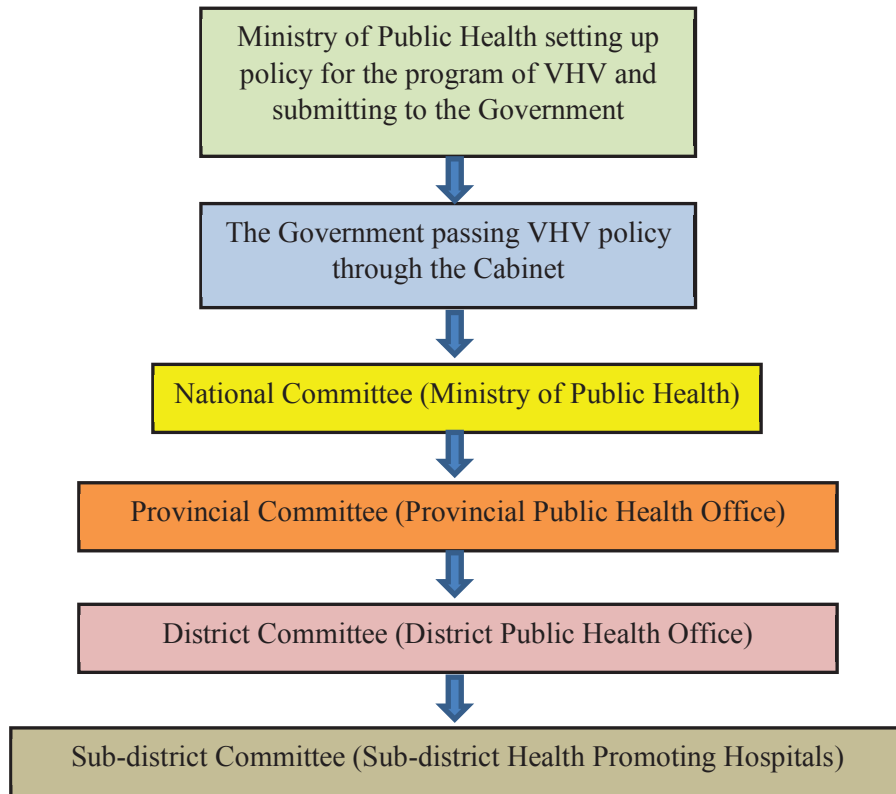 Ministry of Public Health setting up
policy for the program of VHV and
submitting to the Government
The Government passing VHV policy
through the Cabinet
National Committee (Ministry of Public Health)
Provincial Committee (Provincial Public Health Office)
District Committee (District Public Health Office)
Sub-district Committee (Sub-district Health Promoting Hospitals)